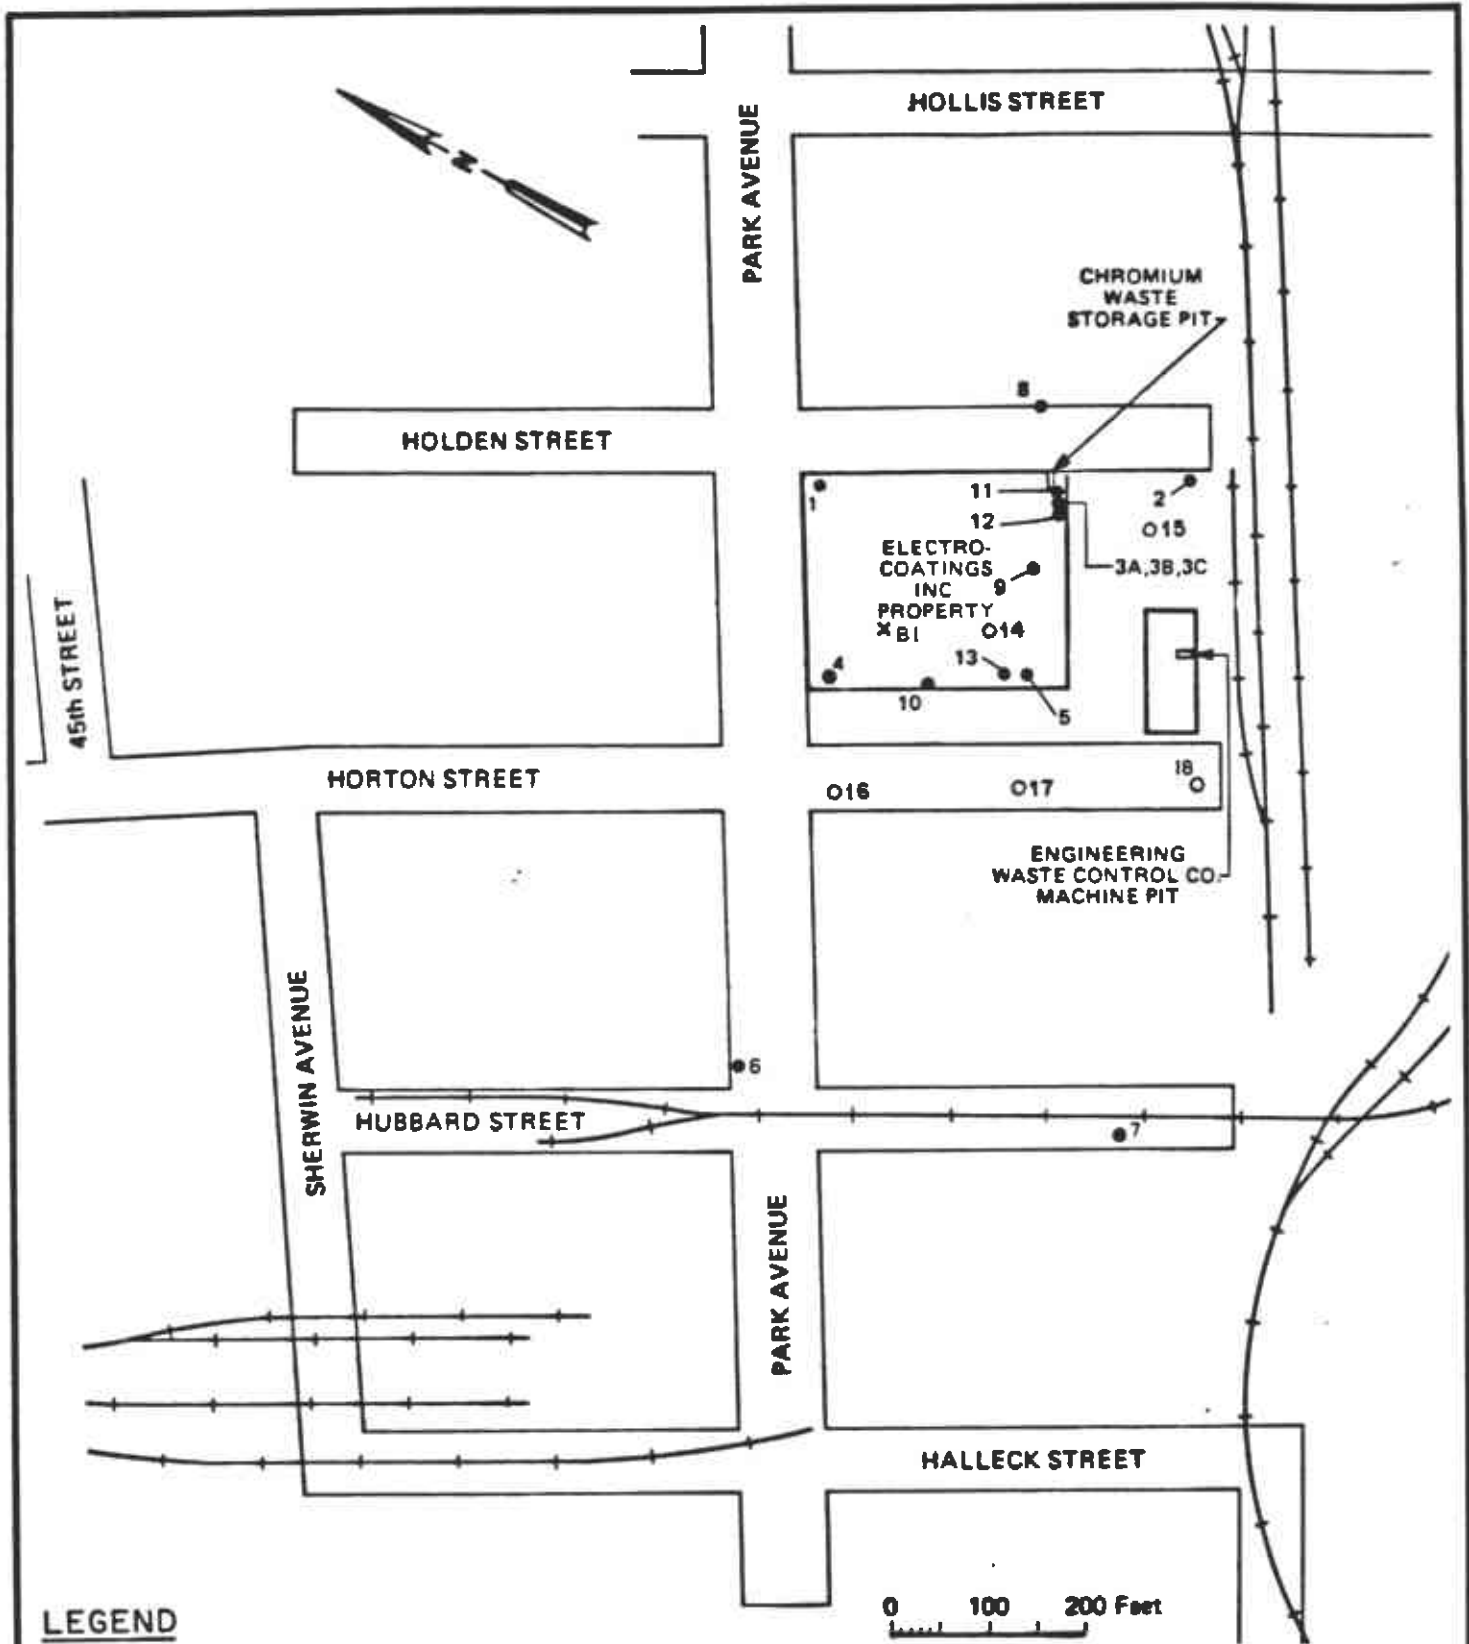 HOLLIS STREET
PARK AVENUE
N
CHROMIUM
WASTE
STORAGE PIT
8
HOLDEN STREET
1
11
12
2
O15
3A,3B,3C
ELECTRO-
COATINGS
INC
PROPERTY
9
X BI
O14
4
13
10
5
45th STREET
HORTON STREET
O16
O17
18
ENGINEERING
WASTE CONTROL CO.
MACHINE PIT
SHERWIN AVENUE
6
HUBBARD STREET
7
PARK AVENUE
HALLECK STREET
0 100 200 Feet
LEGEND